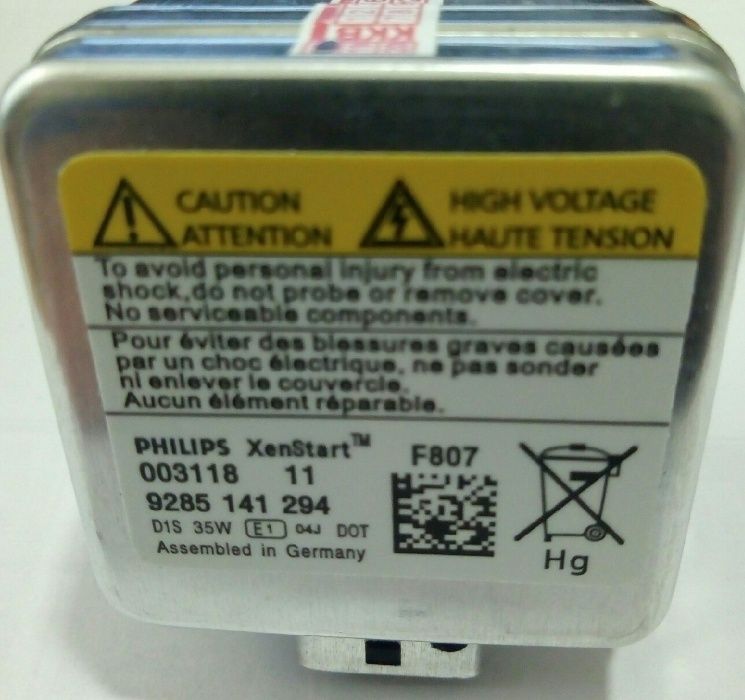 KKB
CAUTION
ATTENTION
HIGH VOLTAGE
HAUTE TENSION
To avoid personal injury from electric
shock,do not probe or remove cover.
No serviceable components.
Pour éviter des blessures graves causées
par un choc électrique, ne pas sonder
ni enlever le couvercle.
Aucun élément réparable.
PHILIPS XenStart™ F807
003118 11
9285 141 294
D1S 35W E1 04J DOT
Assembled in Germany
Hg